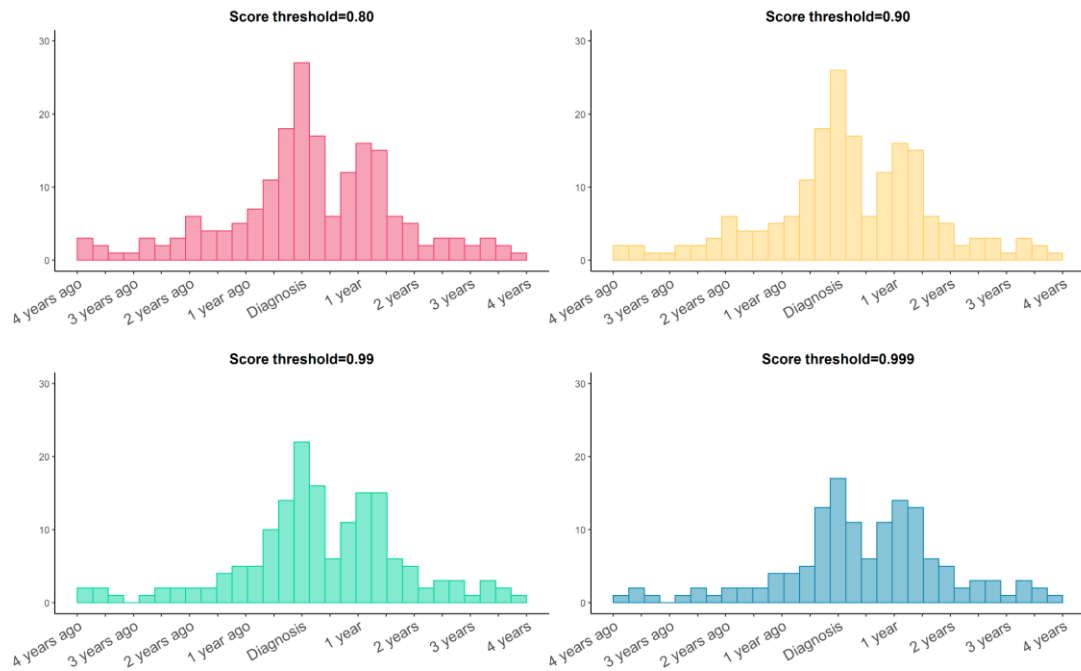 Score threshold=0.80
30
20
10
0
4 years ago
3 years ago
2 years ago
1 year ago
Diagnosis
1 year
2 years
3 years
4 years
Score threshold=0.90
30
20
10
0
4 years ago
3 years ago
2 years ago
1 year ago
Diagnosis
1 year
2 years
3 years
4 years
Score threshold=0.99
30
20
10
0
4 years ago
3 years ago
2 years ago
1 year ago
Diagnosis
1 year
2 years
3 years
4 years
Score threshold=0.999
30
20
10
0
4 years ago
3 years ago
2 years ago
1 year ago
Diagnosis
1 year
2 years
3 years
4 years